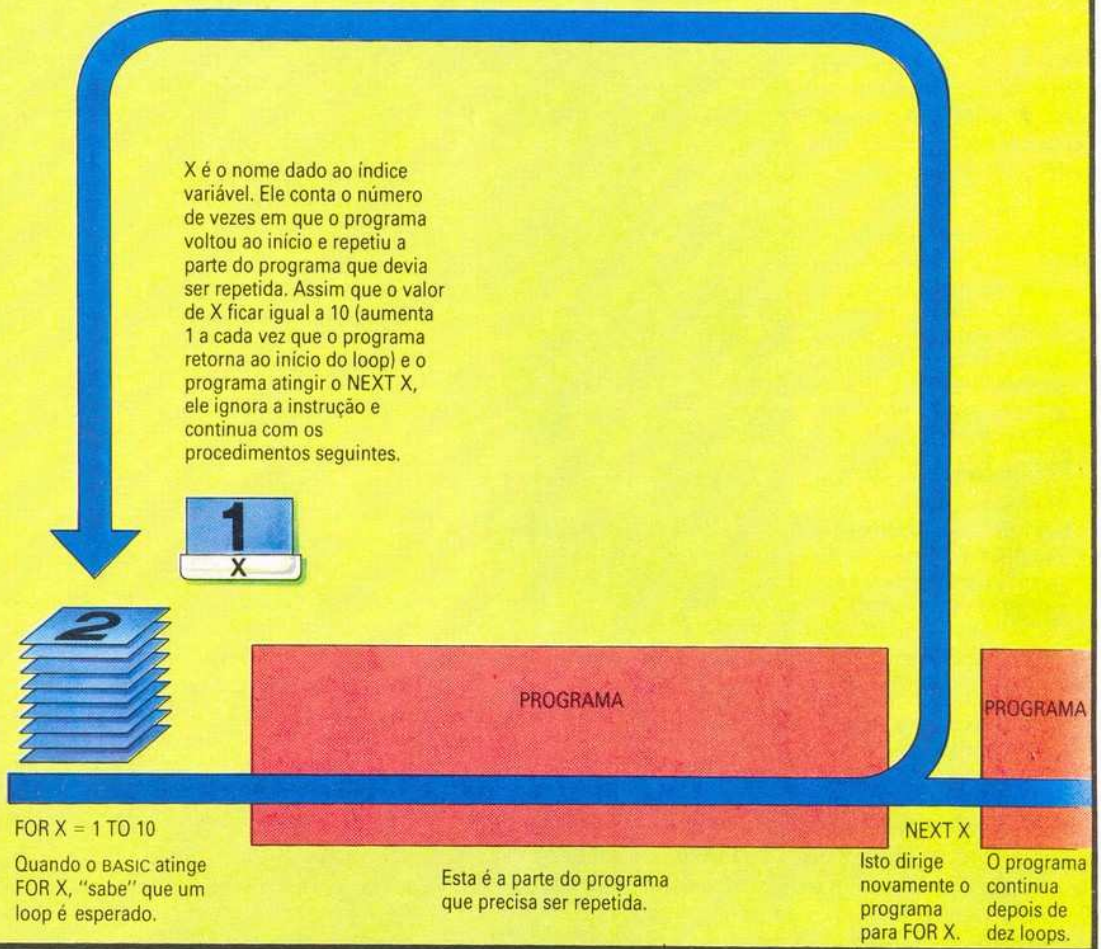 X é o nome dado ao índice
variável. Ele conta o número
de vezes em que o programa
voltou ao início e repetiu a
parte do programa que devia
ser repetida. Assim que o valor
de X ficar igual a 10 (aumenta
1 a cada vez que o programa
retorna ao início do loop) e o
programa atingir o NEXT X,
ele ignora a instrução e
continua com os
procedimentos seguintes.
1
X
2
PROGRAMA
PROGRAMA
FOR X = 1 TO 10
Quando o BASIC atinge
FOR X, "sabe" que um
loop é esperado.
Esta é a parte do programa
que precisa ser repetida.
NEXT X
Isto dirige
novamente o
programa
para FOR X.
O programa
continua
depois de
dez loops.